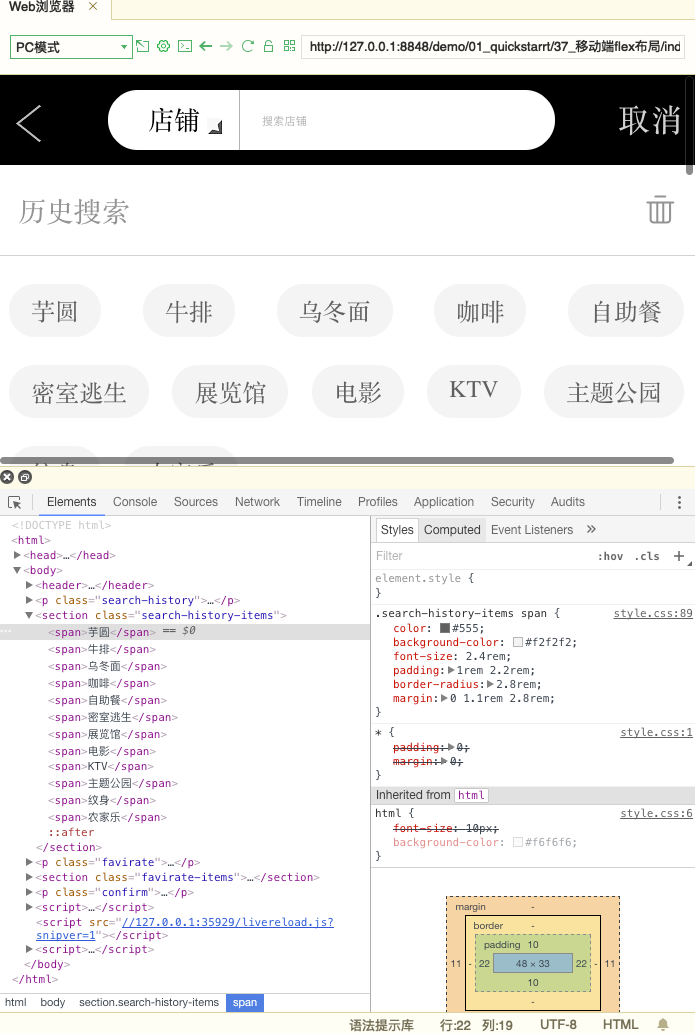 Web浏览器 ×
PC模式
http://127.0.0.1:8848/demo/01_quickstarrt/37_移动端flex布局/ind
店铺 搜索店铺 取消
历史搜索
芋圆 牛排 乌冬面 咖啡 自助餐
密室逃生 展览馆 电影 KTV 主题公园
Elements Console Sources Network Timeline Profiles Application Security Audits
<!DOCTYPE html>
<html>
<head>…</head>
<body>
<header>…</header>
<p class="search-history">…</p>
<section class="search-history-items">
<span>芋圆</span> == $0
<span>牛排</span>
<span>乌冬面</span>
<span>咖啡</span>
<span>自助餐</span>
<span>密室逃生</span>
<span>展览馆</span>
<span>电影</span>
<span>KTV</span>
<span>主题公园</span>
<span>纹身</span>
<span>农家乐</span>
::after
</section>
<p class="favirate">…</p>
<section class="favirate-items">…</section>
<p class="confirm">…</p>
<script>…</script>
<script src="//127.0.0.1:35929/livereload.js?
snipver=1"></script>
<script>…</script>
</body>
</html>
html body section.search-history-items span
Styles Computed Event Listeners »
Filter :hov .cls +
element.style {
}
.search-history-items span { style.css:89
color: #555;
background-color: #f2f2f2;
font-size: 2.4rem;
padding: 1rem 2.2rem;
border-radius: 2.8rem;
margin: 0 1.1rem 2.8rem;
}
* { style.css:1
padding: 0;
margin: 0;
}
Inherited from html
html { style.css:6
font-size: 10px;
background-color: #f6f6f6;
}
margin -
border -
padding 10
11 - 22 48 × 33 22 - 11
10
-
语法提示库 行:22 列:19 UTF-8 HTML